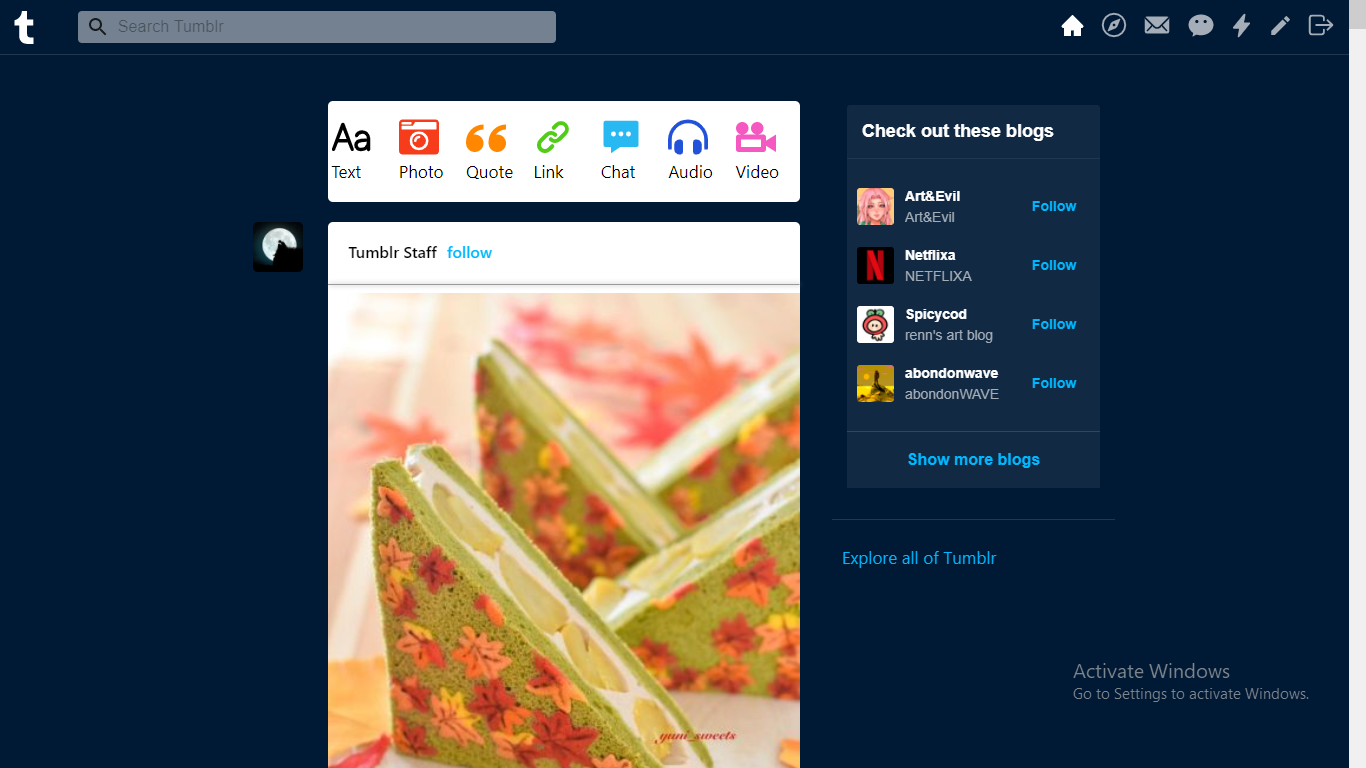 t
Search Tumblr
Aa
Text
Photo
Quote
Link
Chat
Audio
Video
Tumblr Staff follow
yuni_sweets
Check out these blogs
Art&Evil
Art&Evil
Follow
N
Netflixa
NETFLIXA
Follow
Spicycod
renn's art blog
Follow
abondonwave
abondonWAVE
Follow
Show more blogs
Explore all of Tumblr
Activate Windows
Go to Settings to activate Windows.